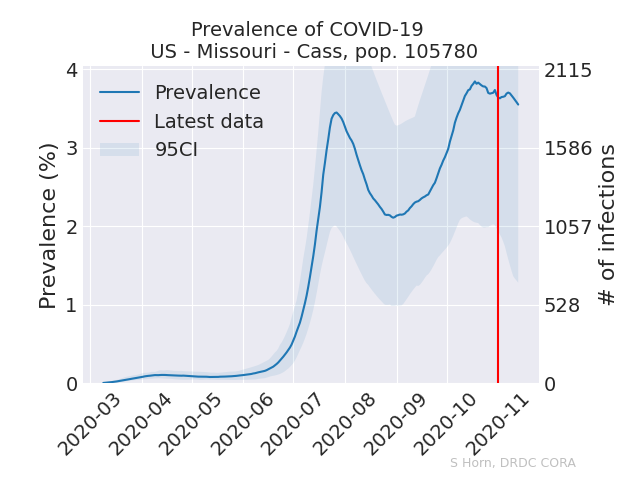 Prevalence of COVID-19
US - Missouri - Cass, pop. 105780
Prevalence (%)
4
3
2
1
0
Prevalence
Latest data
95CI
2115
1586
1057
528
0
# of infections
2020-03
2020-04
2020-05
2020-06
2020-07
2020-08
2020-09
2020-10
2020-11
S Horn, DRDC CORA